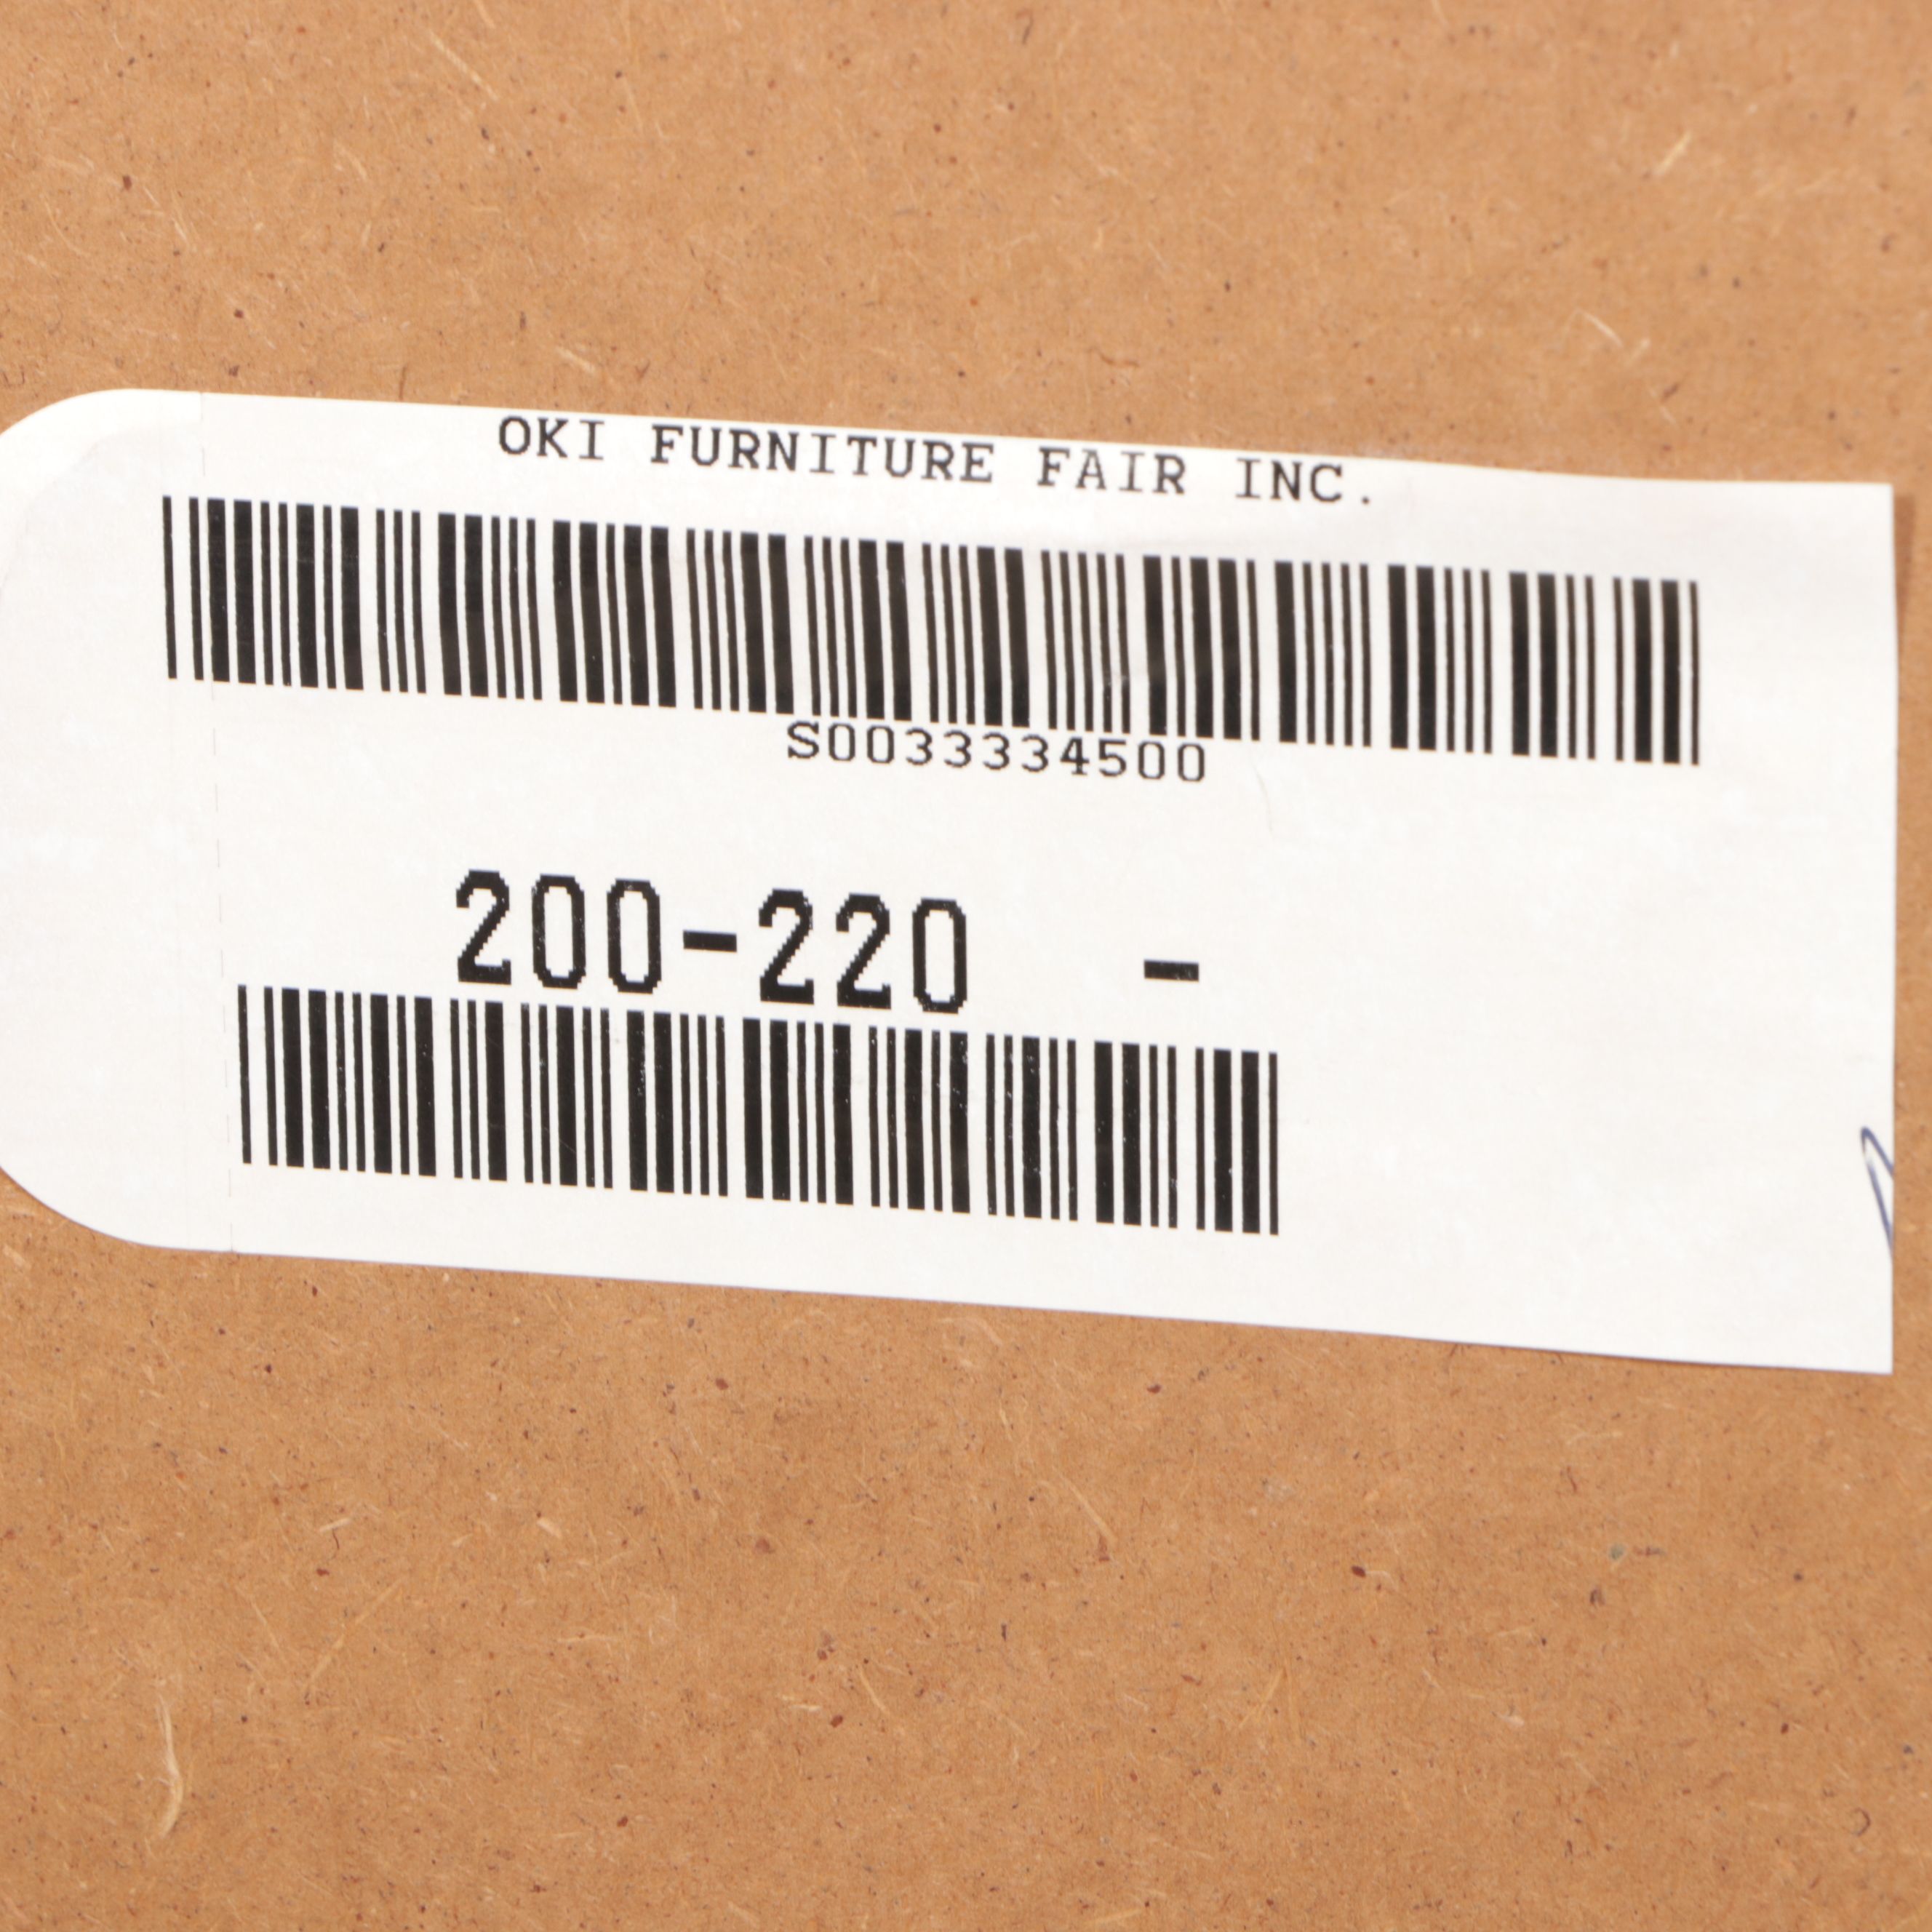 OKI FURNITURE FAIR INC.
S0033334500
200-220 -